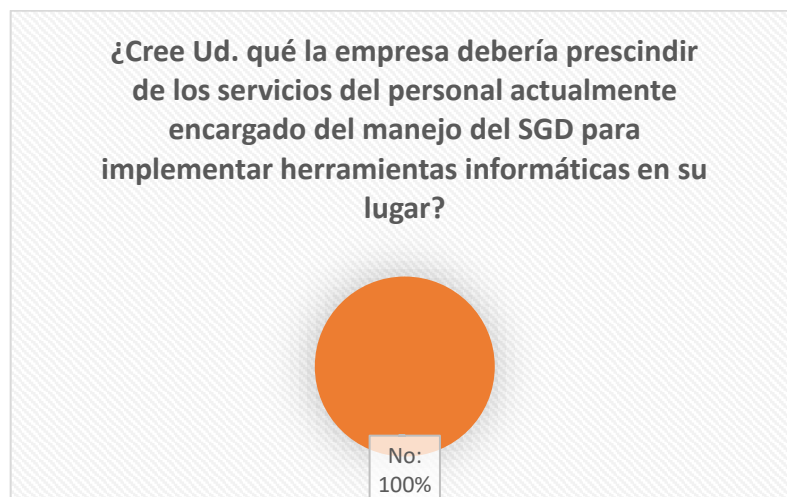 ¿Cree Ud. qué la empresa debería prescindir
de los servicios del personal actualmente
encargado del manejo del SGD para
implementar herramientas informáticas en su
lugar?
No:
100%